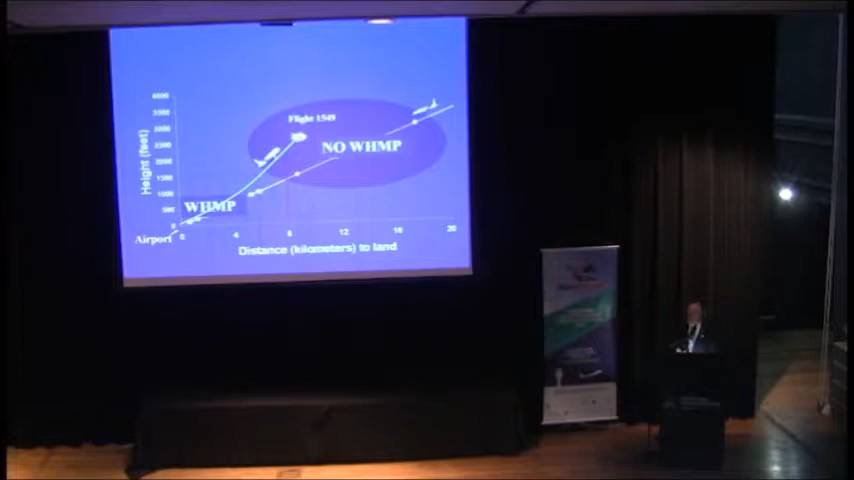 4000
3500
3000
2500
2000
1500
1000
500
0
Height (feet)
Flight 1549
NO WHMP
WHMP
Airport
0 4 8 12 16 20
Distance (kilometers) to land